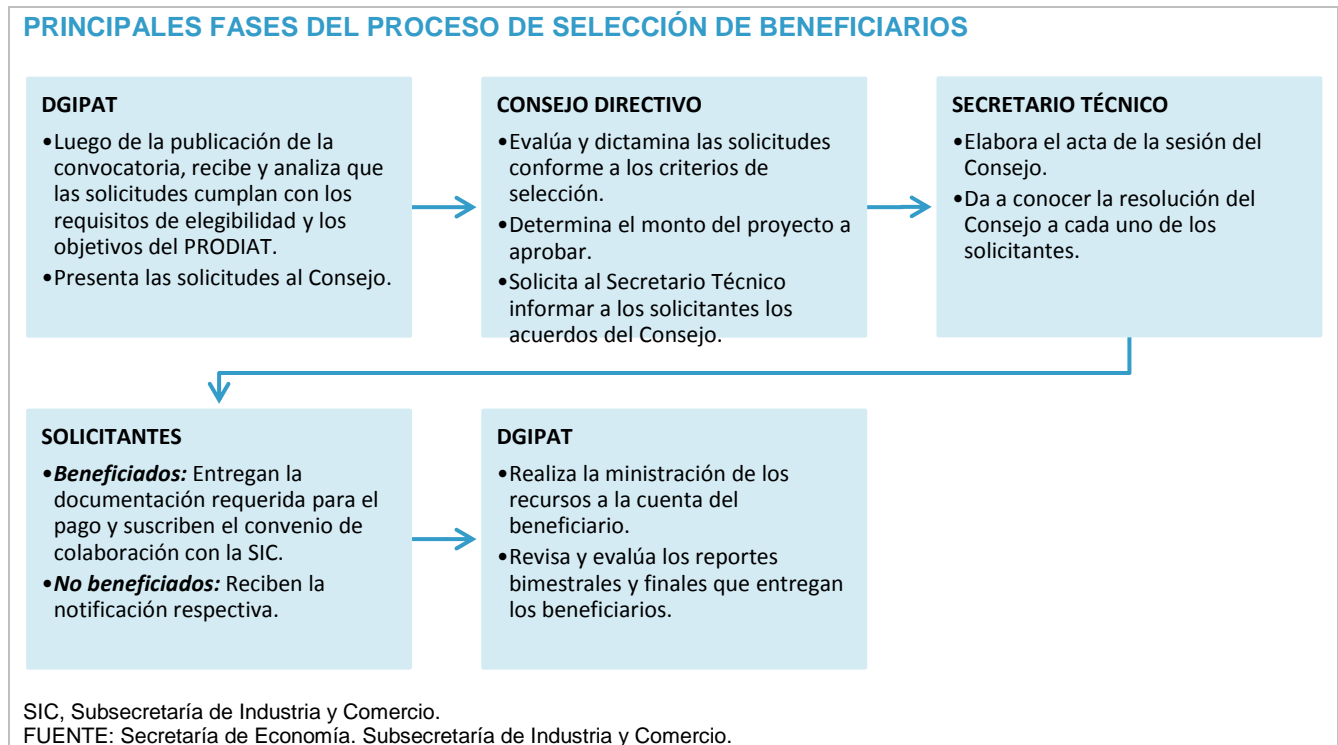 PRINCIPALES FASES DEL PROCESO DE SELECCIÓN DE BENEFICIARIOS
DGIPAT
•Luego de la publicación de la
convocatoria, recibe y analiza que
las solicitudes cumplan con los
requisitos de elegibilidad y los
objetivos del PRODIAT.
•Presenta las solicitudes al Consejo.
CONSEJO DIRECTIVO
•Evalúa y dictamina las solicitudes
conforme a los criterios de
selección.
•Determina el monto del proyecto a
aprobar.
•Solicita al Secretario Técnico
informar a los solicitantes los
acuerdos del Consejo.
SECRETARIO TÉCNICO
•Elabora el acta de la sesión del
Consejo.
•Da a conocer la resolución del
Consejo a cada uno de los
solicitantes.
SOLICITANTES
•Beneficiados: Entregan la
documentación requerida para el
pago y suscriben el convenio de
colaboración con la SIC.
•No beneficiados: Reciben la
notificación respectiva.
DGIPAT
•Realiza la ministración de los
recursos a la cuenta del
beneficiario.
•Revisa y evalúa los reportes
bimestrales y finales que entregan
los beneficiarios.
SIC, Subsecretaría de Industria y Comercio.
FUENTE: Secretaría de Economía. Subsecretaría de Industria y Comercio.